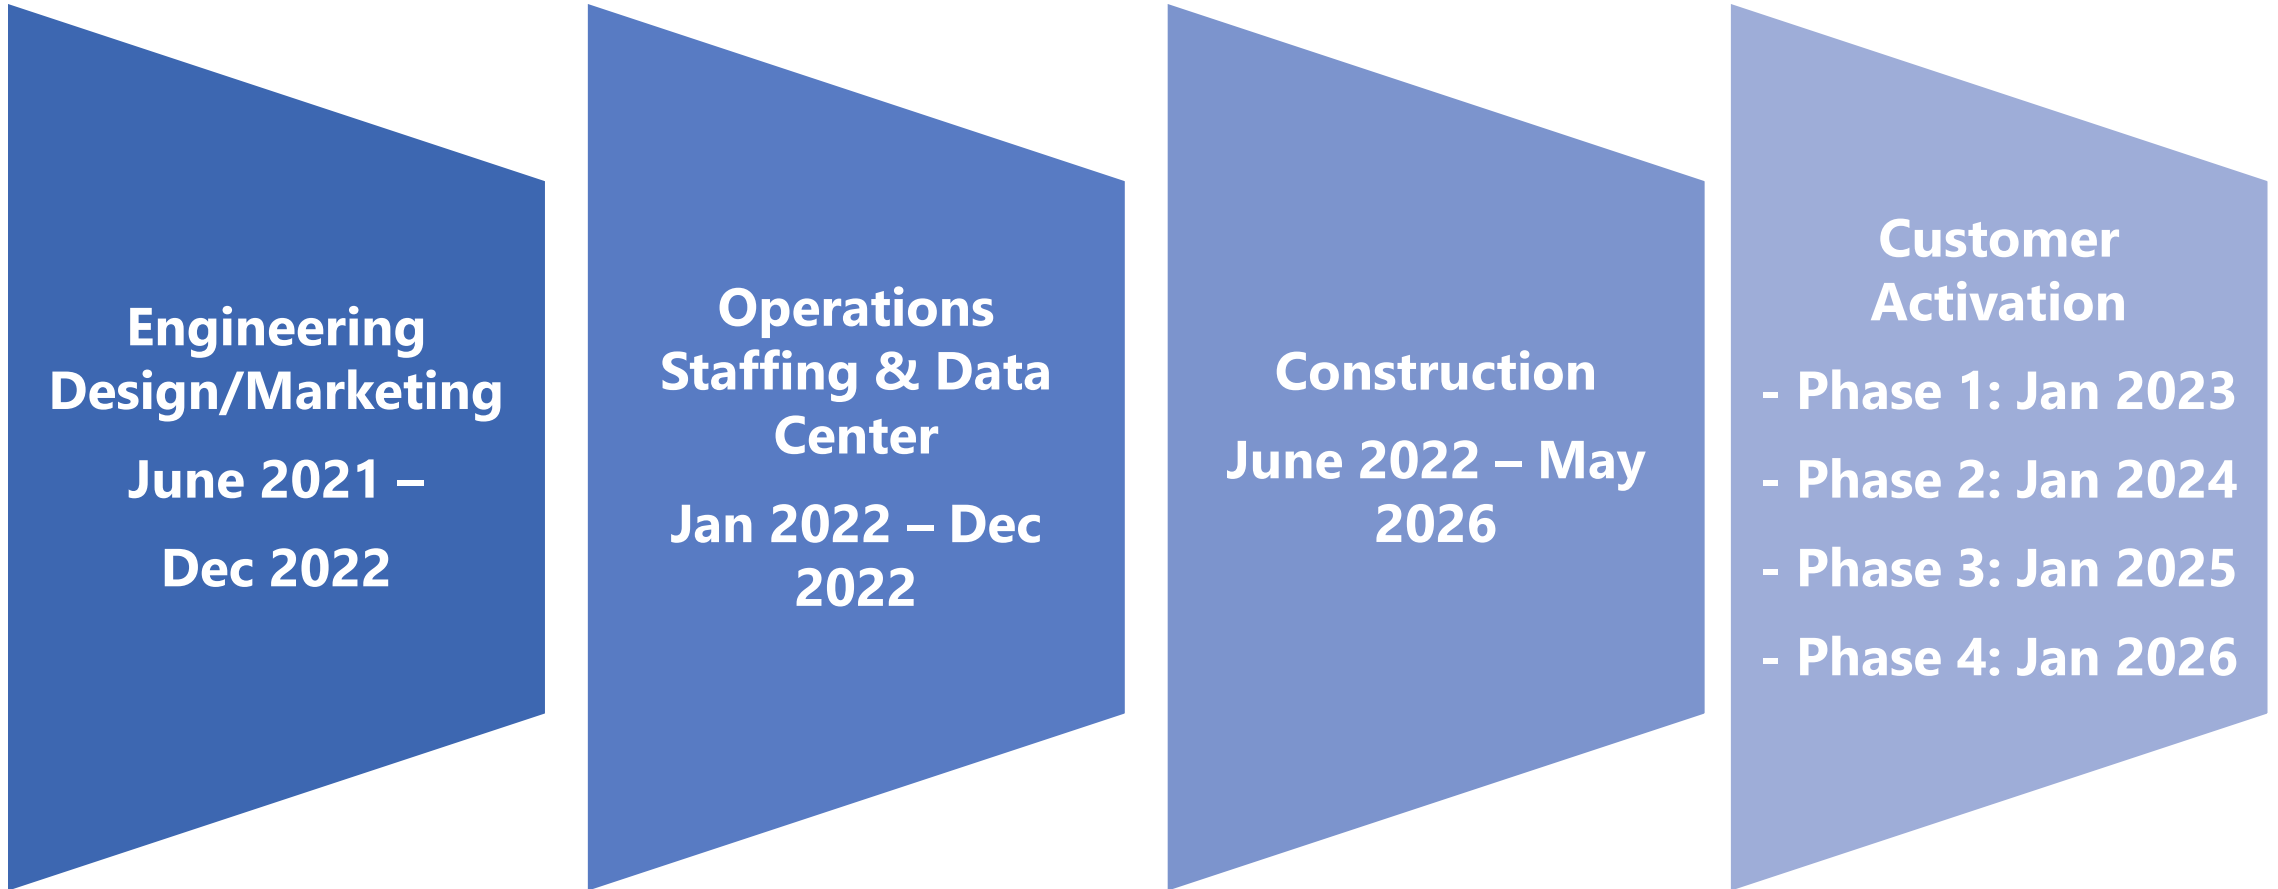 Engineering
Design/Marketing
June 2021 –
Dec 2022
Operations
Staffing & Data
Center
Jan 2022 – Dec
2022
Construction
June 2022 – May
2026
Customer
Activation
- Phase 1: Jan 2023
- Phase 2: Jan 2024
- Phase 3: Jan 2025
- Phase 4: Jan 2026